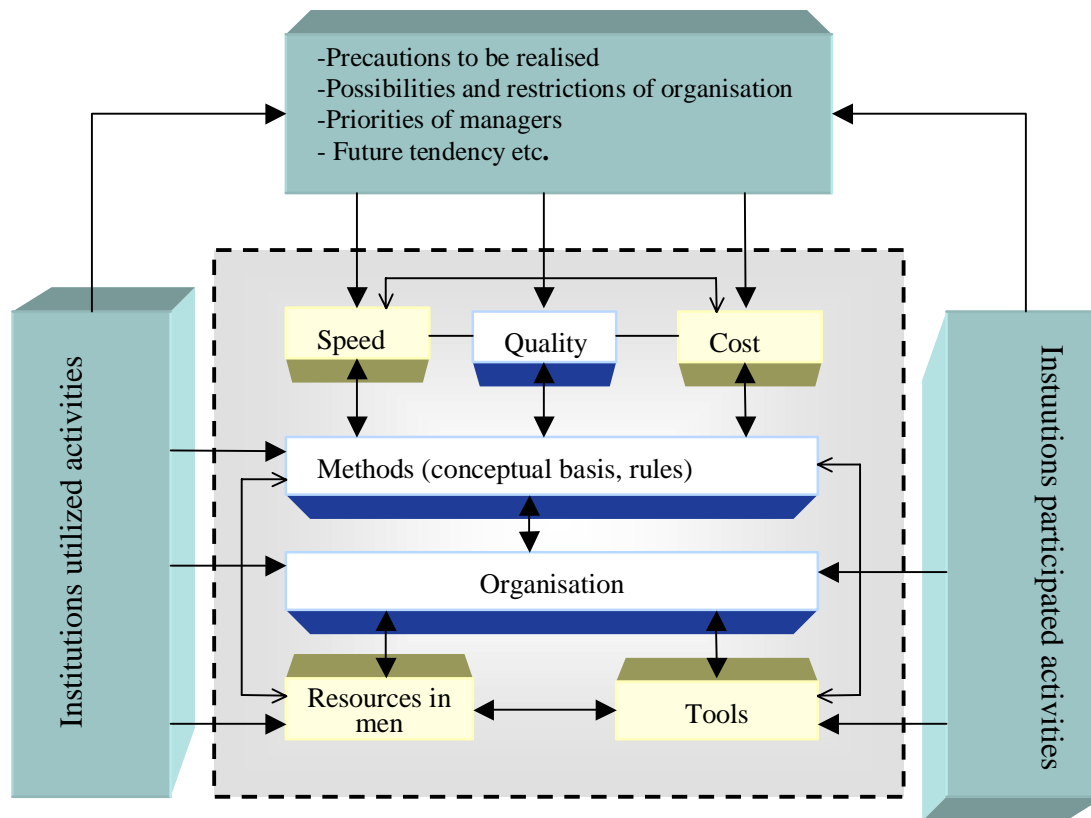 -Precautions to be realised
-Possibilities and restrictions of organisation
-Priorities of managers
- Future tendency etc.
Institutions utilized activities
Speed
Quality
Cost
Methods (conceptual basis, rules)
Organisation
Resources in
men
Tools
Instuutions participated activities